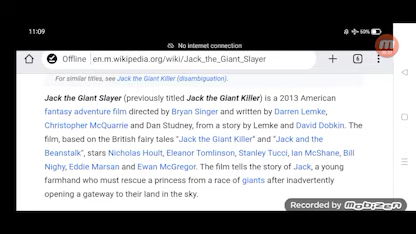 11:09
50%
No internet connection
Offline
en.m.wikipedia.org/wiki/Jack_the_Giant_Slayer
6
For similar titles, see Jack the Giant Killer (disambiguation).
Jack the Giant Slayer (previously titled Jack the Giant Killer) is a 2013 American
fantasy adventure film directed by Bryan Singer and written by Darren Lemke,
Christopher McQuarrie and Dan Studney, from a story by Lemke and David Dobkin. The
film, based on the British fairy tales "Jack the Giant Killer" and "Jack and the
Beanstalk", stars Nicholas Hoult, Eleanor Tomlinson, Stanley Tucci, Ian McShane, Bill
Nighy, Eddie Marsan and Ewan McGregor. The film tells the story of Jack, a young
farmhand who must rescue a princess from a race of giants after inadvertently
opening a gateway to their land in the sky.
Recorded by
mobizen